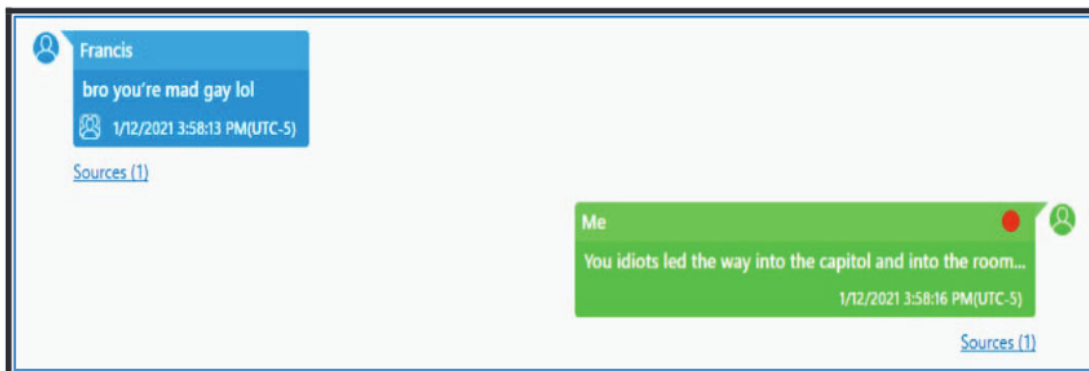 Francis
bro you're mad gay lol
1/12/2021 3:58:13 PM(UTC-5)
Sources (1)
Me
You idiots led the way into the capitol and into the room...
1/12/2021 3:58:16 PM(UTC-5)
Sources (1)